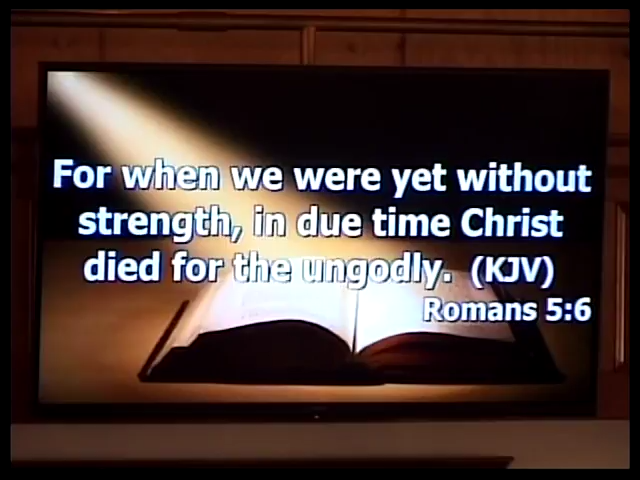 For when we were yet without
strength, in due time Christ
died for the ungodly. (KJV)
Romans 5:6